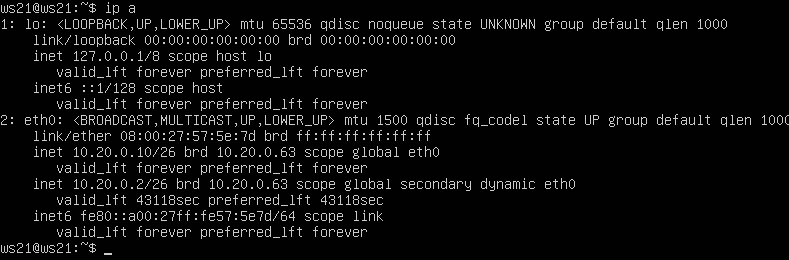 ws21@ws21:~$ ip a
1: lo: <LOOPBACK,UP,LOWER_UP> mtu 65536 qdisc noqueue state UNKNOWN group default qlen 1000
    link/loopback 00:00:00:00:00:00 brd 00:00:00:00:00:00
    inet 127.0.0.1/8 scope host lo
       valid_lft forever preferred_lft forever
    inet6 ::1/128 scope host
       valid_lft forever preferred_lft forever
2: eth0: <BROADCAST,MULTICAST,UP,LOWER_UP> mtu 1500 qdisc fq_codel state UP group default qlen 1000
    link/ether 08:00:27:57:5e:7d brd ff:ff:ff:ff:ff:ff
    inet 10.20.0.10/26 brd 10.20.0.63 scope global eth0
       valid_lft forever preferred_lft forever
    inet 10.20.0.2/26 brd 10.20.0.63 scope global secondary dynamic eth0
       valid_lft 43118sec preferred_lft 43118sec
    inet6 fe80::a00:27ff:fe57:5e7d/64 scope link
       valid_lft forever preferred_lft forever
ws21@ws21:~$ _